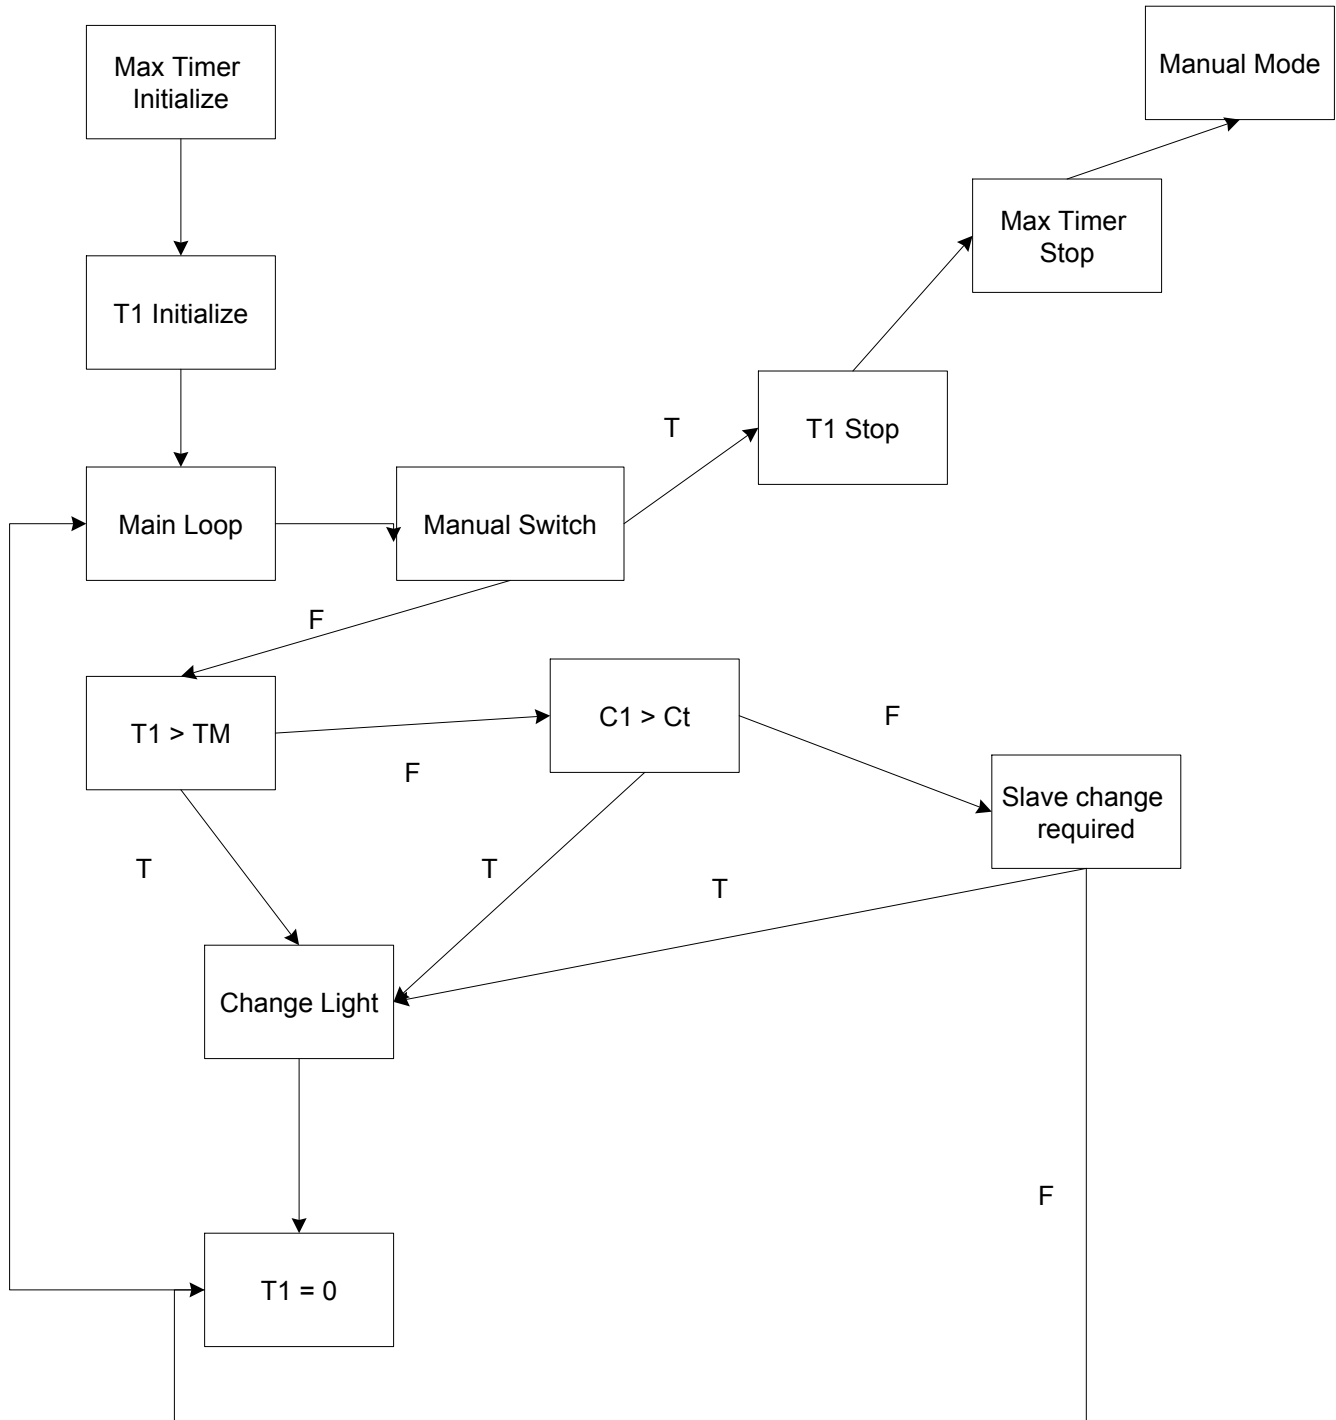 Max Timer
Initialize
Manual Mode
Max Timer
Stop
T1 Initialize
T
T1 Stop
Main Loop
Manual Switch
F
T1 > TM
F
C1 > Ct
F
Slave change
required
T
T
T
Change Light
F
T1 = 0